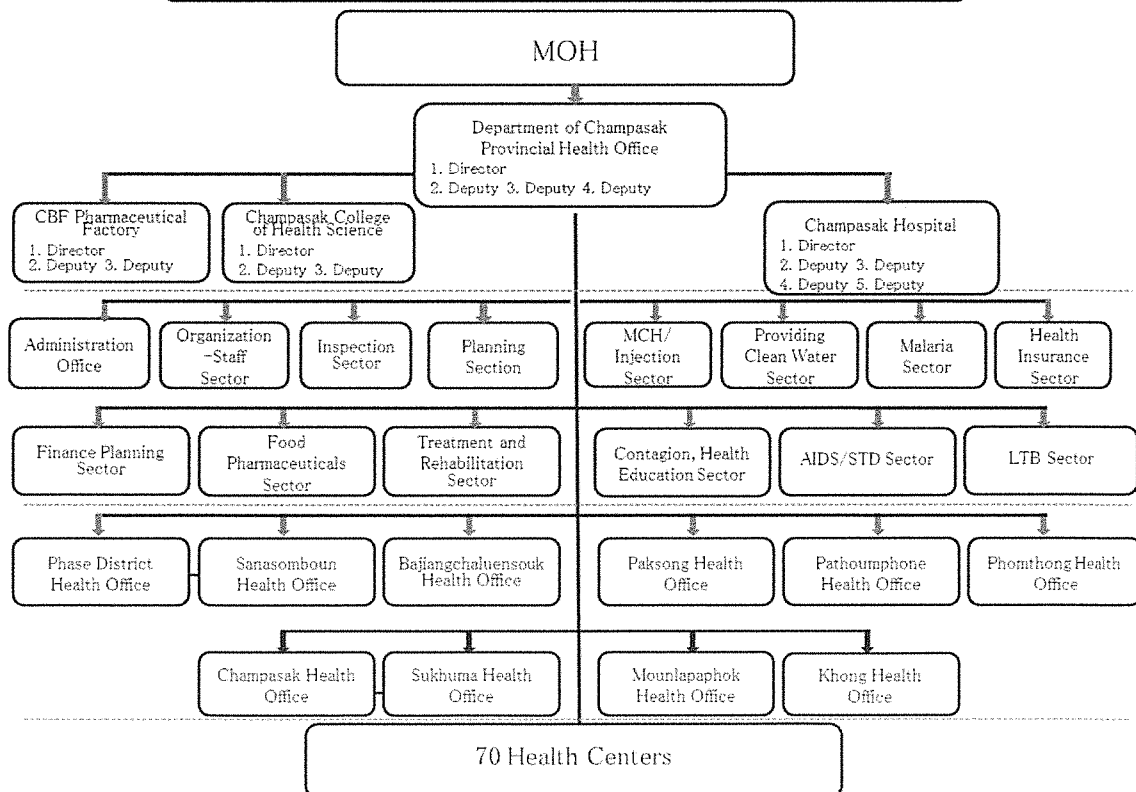 MOH
Department of Champasak
Provincial Health Office
1. Director
2. Deputy 3. Deputy 4. Deputy
CBF Pharmaceutical
Factory
1. Director
2. Deputy 3. Deputy
Champasak College
of Health Science
1. Director
2. Deputy 3. Deputy
Champasak Hospital
1. Director
2. Deputy 3. Deputy
4. Deputy 5. Deputy
Administration
Office
Organization
-Staff
Sector
Inspection
Sector
Planning
Section
MCH/
Injection
Sector
Providing
Clean Water
Sector
Malaria
Sector
Health
Insurance
Sector
Finance Planning
Sector
Food
Pharmaceuticals
Sector
Treatment and
Rehabilitation
Sector
Contagion, Health
Education Sector
AIDS/STD Sector
LTB Sector
Phase District
Health Office
Sanasomboun
Health Office
Bajiangchaluensouk
Health Office
Paksong Health
Office
Pathoumphone
Health Office
Phomthong Health
Office
Champasak Health
Office
Sukhuma Health
Office
Mounlapaphok
Health Office
Khong Health
Office
70 Health Centers